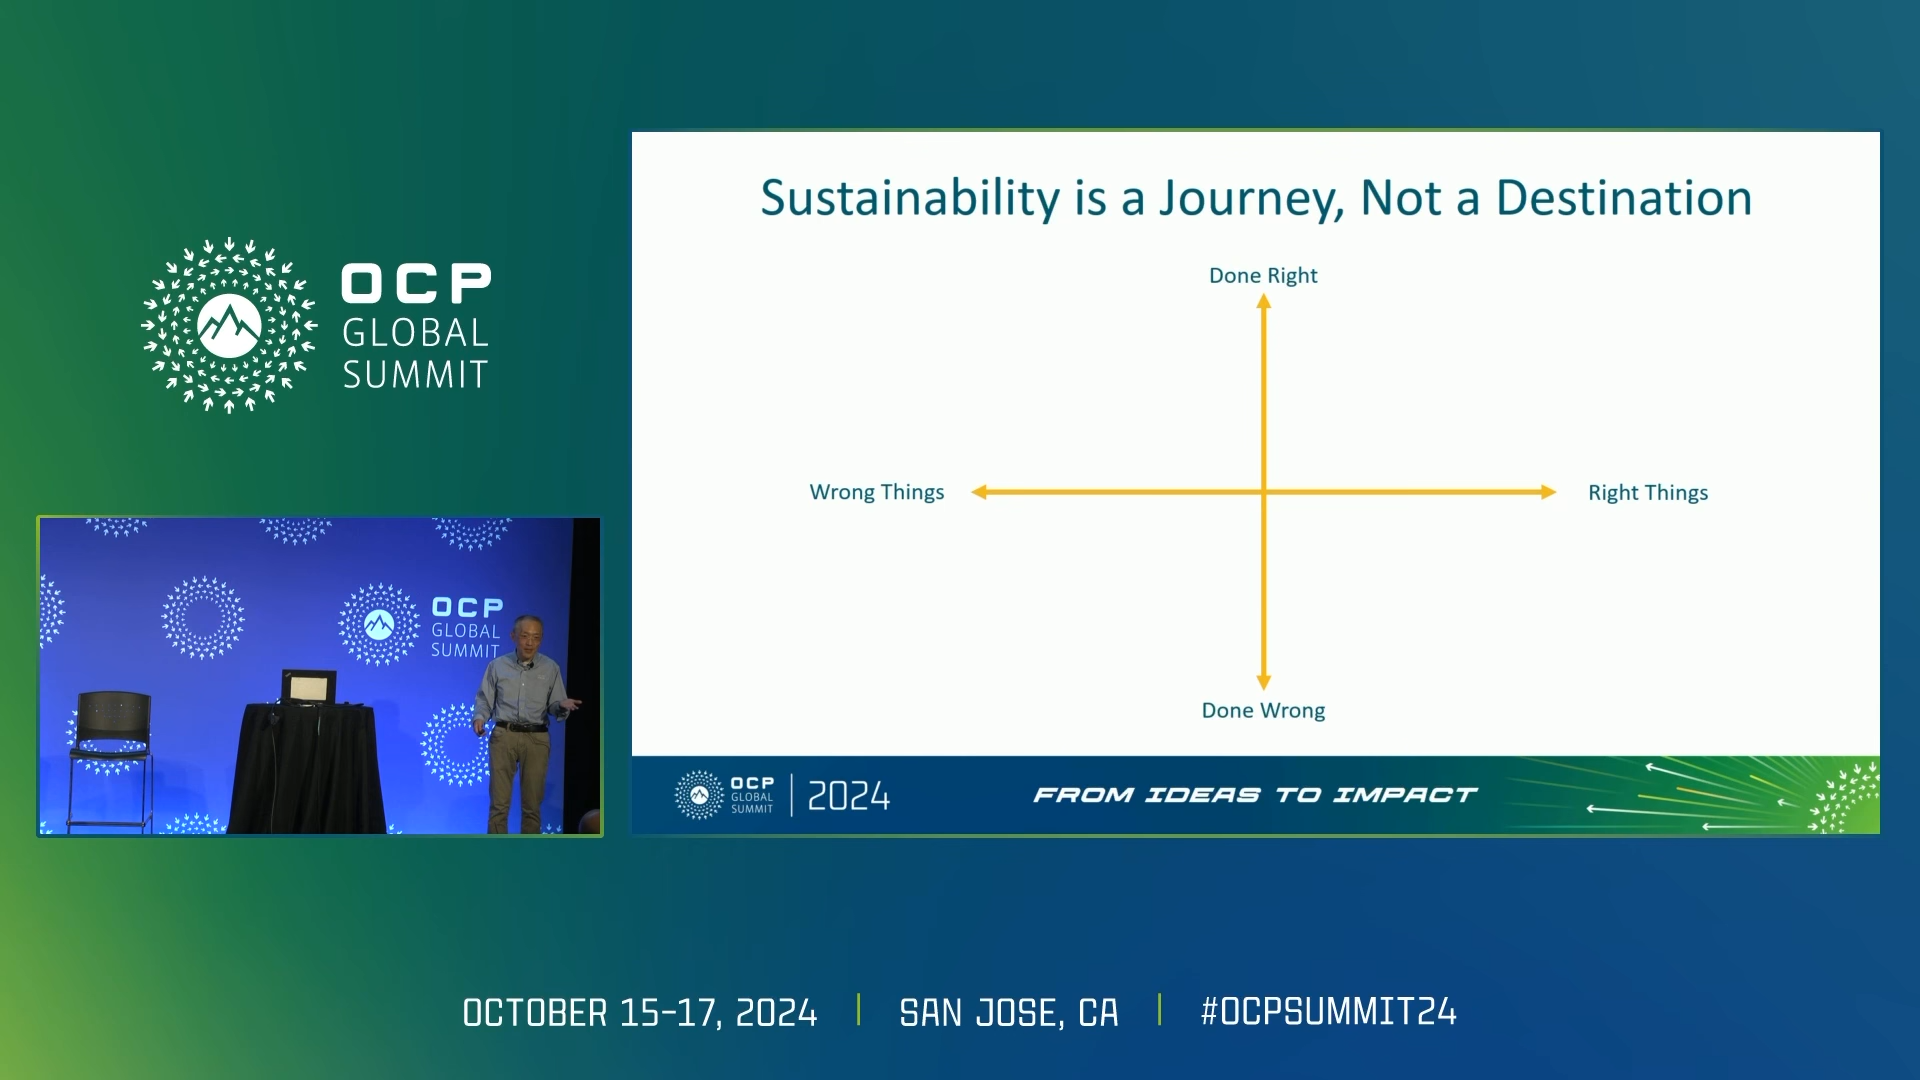 OCP
GLOBAL
SUMMIT
OCP
GLOBAL
SUMMIT
Sustainability is a Journey, Not a Destination
Done Right
Wrong Things
Right Things
Done Wrong
OCP
GLOBAL
SUMMIT
2024
FROM IDEAS TO IMPACT
OCTOBER 15-17, 2024
SAN JOSE, CA
#OCPSUMMIT24